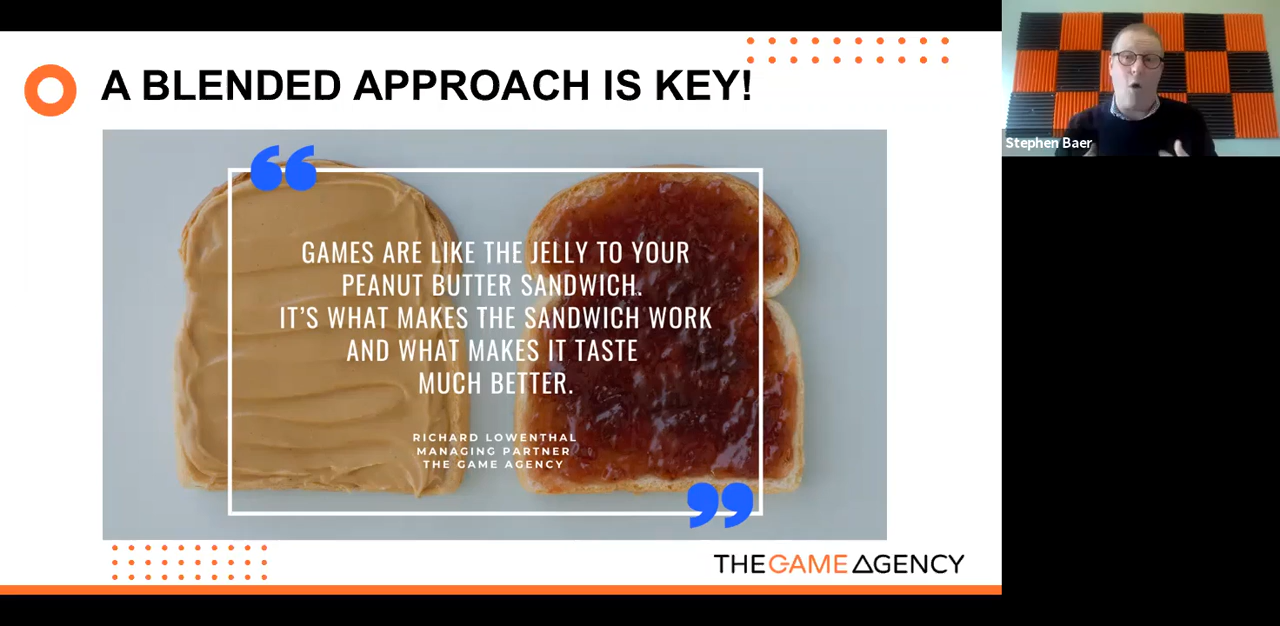 A BLENDED APPROACH IS KEY!
“
GAMES ARE LIKE THE JELLY TO YOUR
PEANUT BUTTER SANDWICH.
IT’S WHAT MAKES THE SANDWICH WORK
AND WHAT MAKES IT TASTE
MUCH BETTER.
RICHARD LOWENTHAL
MANAGING PARTNER
THE GAME AGENCY
”
THEGAMEAGENCY
Stephen Baer